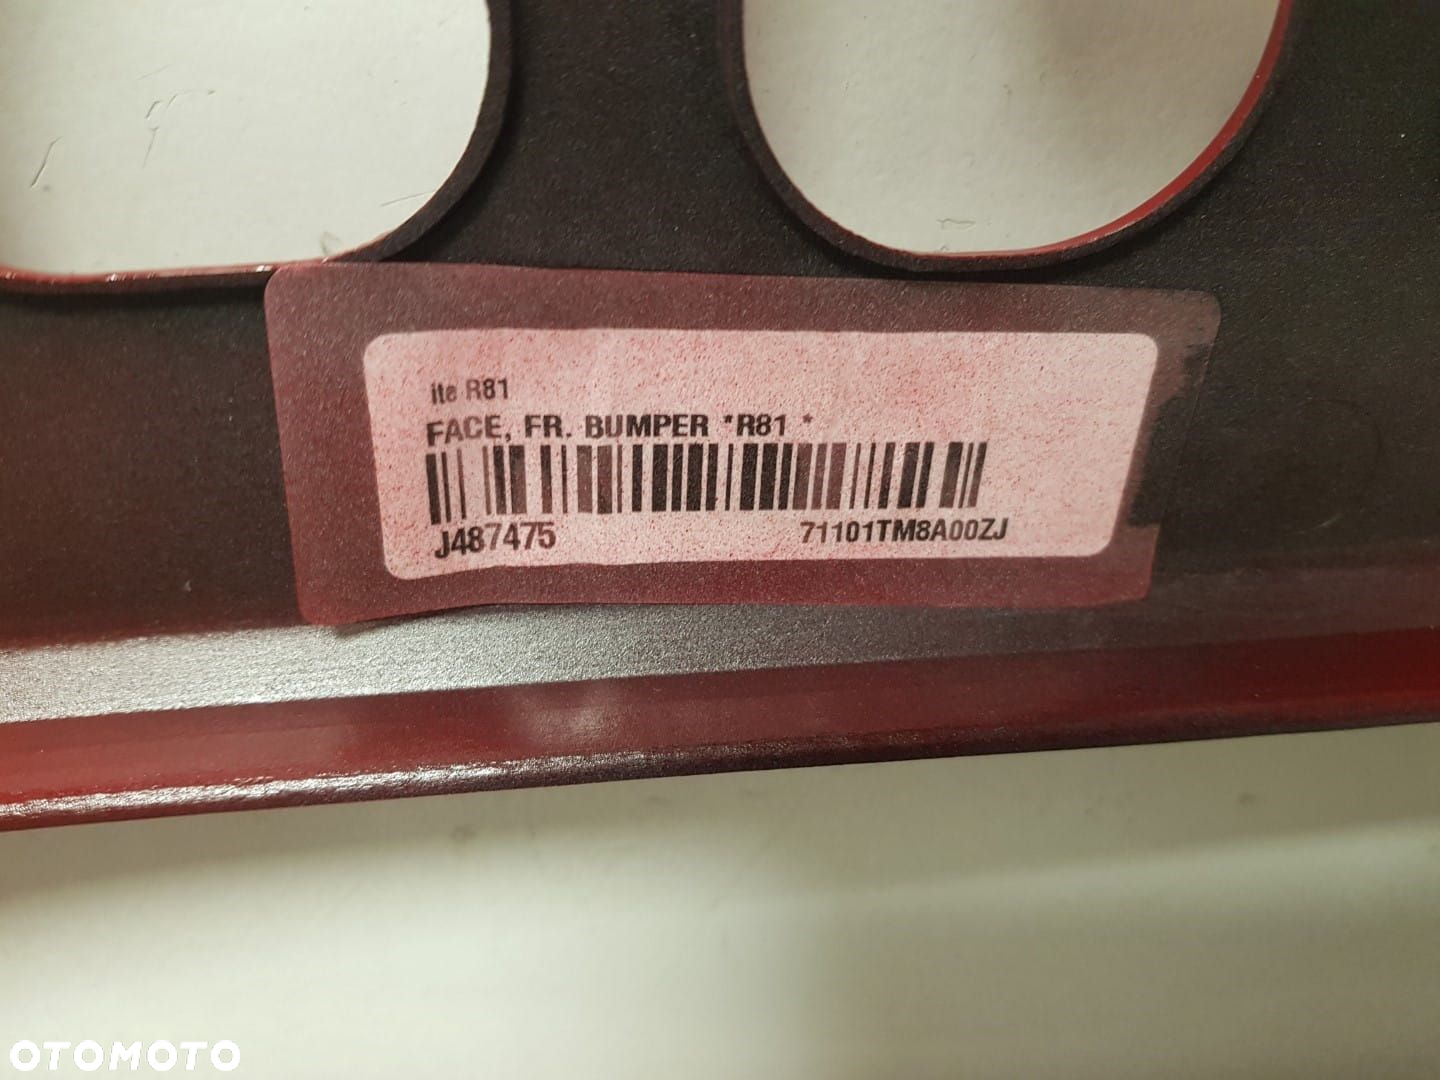 ite R81
FACE, FR. BUMPER *R81 *
J487475 71101TM8A00ZJ
OTOMOTO